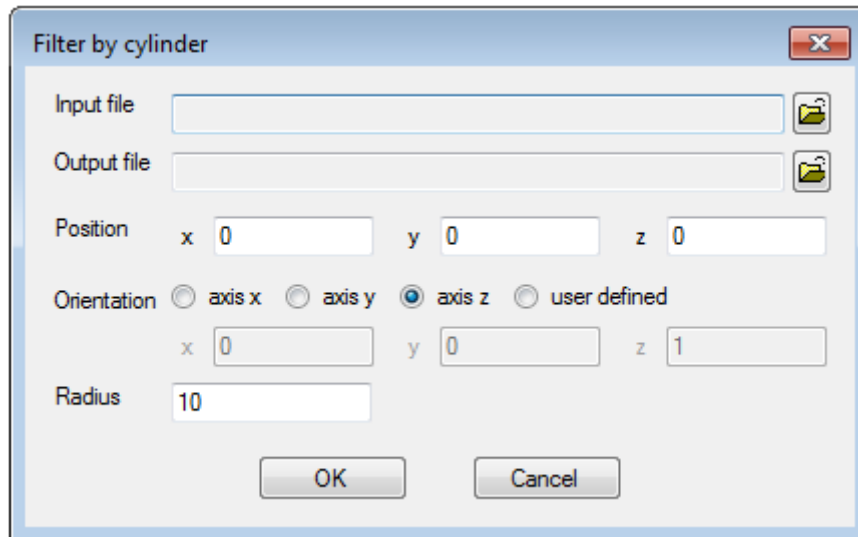 Filter by cylinder
Input file
Output file
Position x 0 y 0 z 0
Orientation axis x axis y axis z user defined
x 0 y 0 z 1
Radius 10
OK Cancel